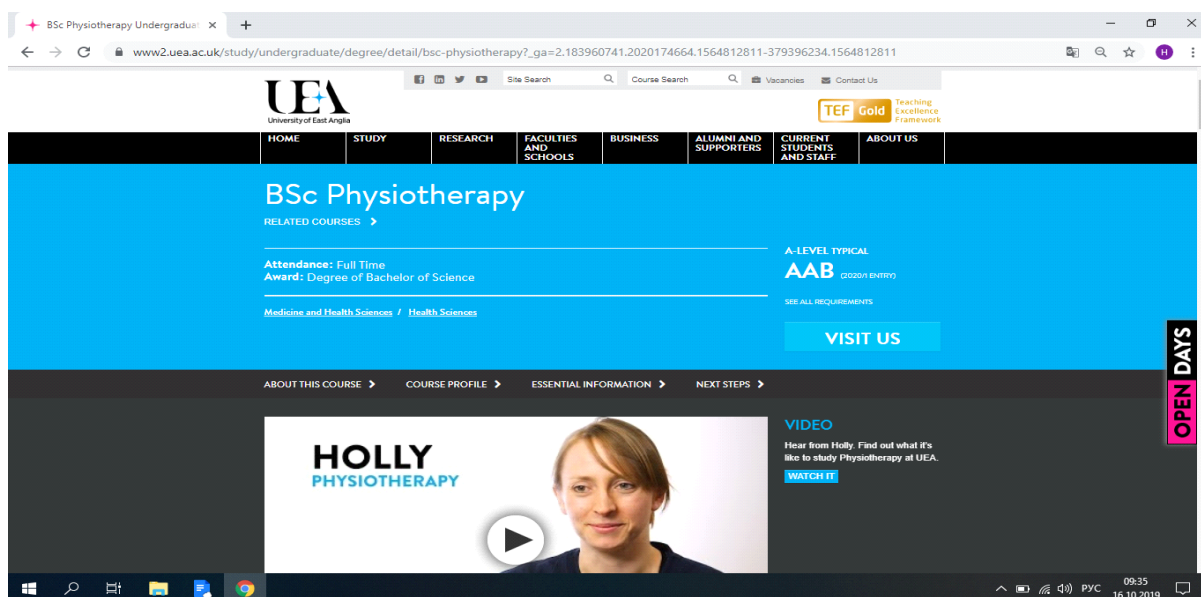 BSc Physiotherapy Undergraduat
www2.uea.ac.uk/study/undergraduate/degree/detail/bsc-physiotherapy?_ga=2.183960741.2020174664.1564812811-379396234.1564812811
H
Site Search
Course Search
Vacancies
Contact Us
UEA
University of East Anglia
TEF Gold
Teaching
Excellence
Framework
HOME
STUDY
RESEARCH
FACULTIES
AND
SCHOOLS
BUSINESS
ALUMNI AND
SUPPORTERS
CURRENT
STUDENTS
AND STAFF
ABOUT US
BSc Physiotherapy
RELATED COURSES
Attendance: Full Time
Award: Degree of Bachelor of Science
Medicine and Health Sciences / Health Sciences
A-LEVEL TYPICAL
AAB (2020/1 ENTRY)
SEE ALL REQUIREMENTS
VISIT US
OPEN DAYS
ABOUT THIS COURSE
COURSE PROFILE
ESSENTIAL INFORMATION
NEXT STEPS
HOLLY
PHYSIOTHERAPY
VIDEO
Hear from Holly. Find out what it's
like to study Physiotherapy at UEA.
WATCH IT
РУС
09:35
16.10.2019